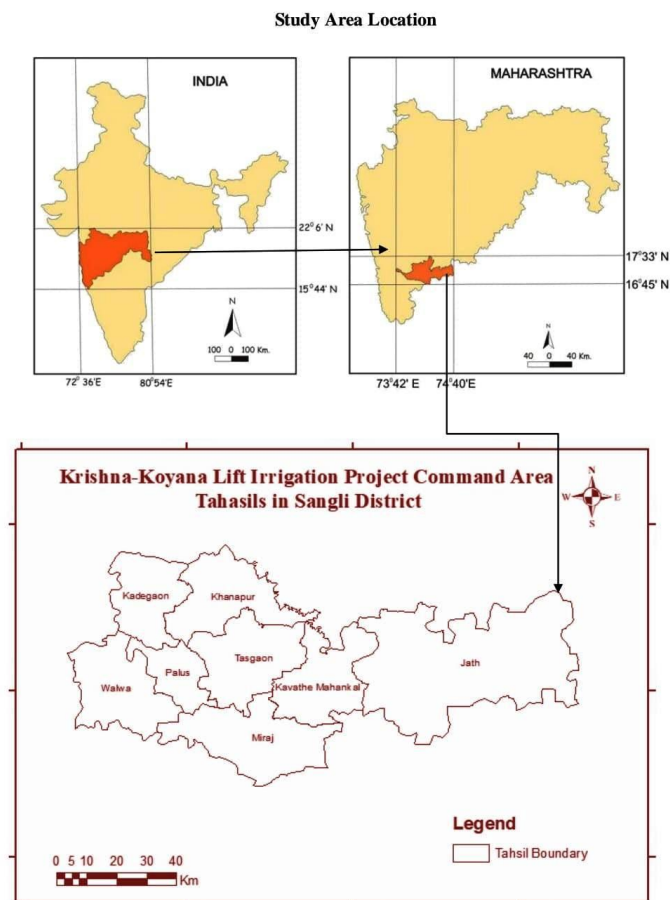 Study Area Location
INDIA
22°6' N
15°44' N
N
100 0 100 Km.
72°36'E 80°54'E
MAHARASHTRA
17°33' N
16°45' N
N
40 0 40 Km.
73°42' E 74°40'E
Krishna-Koyana Lift Irrigation Project Command Area
Tahasils in Sangli District
N
W E
S
Kadegaon
Khanapur
Tasgaon
Jath
Palus
Walwa
Kavathe Mahankal
Miraj
Legend
Tahsil Boundary
0 5 10 20 30 40
Km